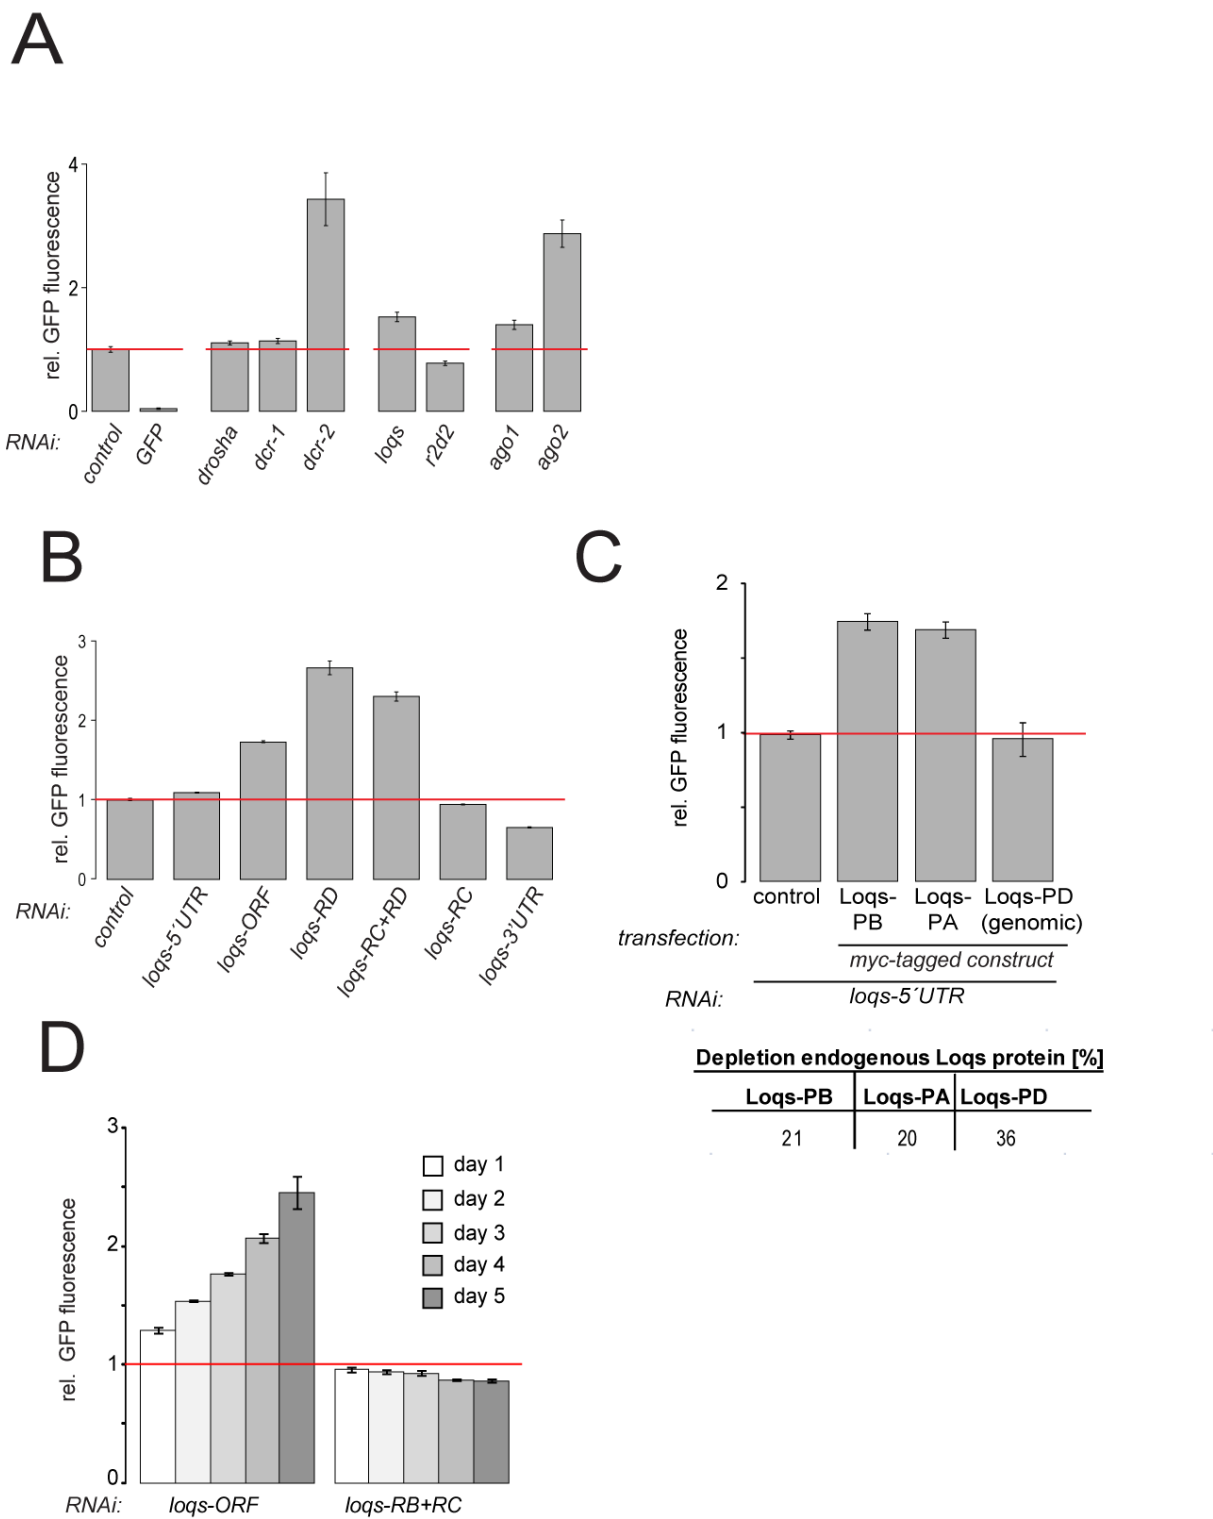 A
rel. GFP fluorescence
4
2
0
RNAi:
control
GFP
drosha
dcr-1
dcr-2
loqs
r2d2
ago1
ago2
B
rel. GFP fluorescence
3
2
1
0
RNAi:
control
loqs-5´UTR
loqs-ORF
loqs-RD
loqs-RC+RD
loqs-RC
loqs-3'UTR
C
rel. GFP fluorescence
2
1
0
control
Loqs-PB
Loqs-PA
Loqs-PD (genomic)
transfection:
myc-tagged construct
RNAi:
loqs-5´UTR
Depletion endogenous Loqs protein [%]
Loqs-PB Loqs-PA Loqs-PD
21 20 36
D
rel. GFP fluorescence
3
2
1
0
day 1
day 2
day 3
day 4
day 5
RNAi:
loqs-ORF
loqs-RB+RC